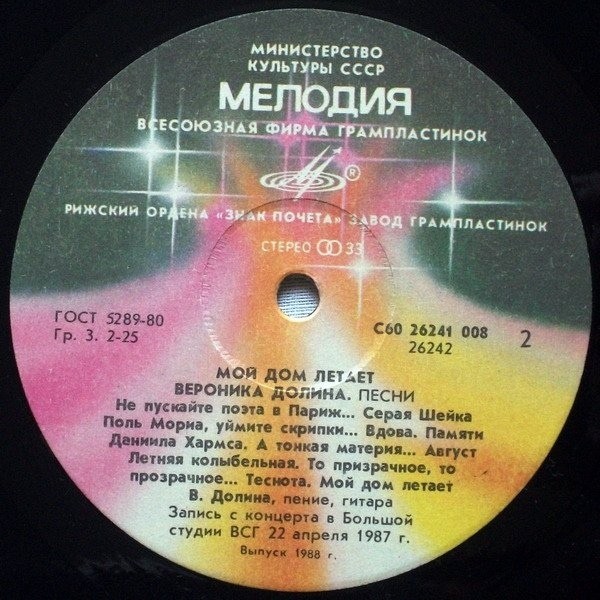 МИНИСТЕРСТВО
КУЛЬТУРЫ СССР
МЕЛОДИЯ
ВСЕСОЮЗНАЯ ФИРМА ГРАМПЛАСТИНОК
®
РИЖСКИЙ ОРДЕНА «ЗНАК ПОЧЕТА» ЗАВОД ГРАМПЛАСТИНОК
СТЕРЕО 33
ГОСТ 5289-80
Гр. 3. 2-25
С60 26241 008
26242
2
МОЙ ДОМ ЛЕТАЕТ
ВЕРОНИКА ДОЛИНА. ПЕСНИ
Не пускайте поэта в Париж... Серая Шейка
Поль Мориа, уймите скрипки... Вдова. Памяти
Даниила Хармса. А тонкая материя... Август
Летняя колыбельная. То призрачное, то
прозрачное... Теснота. Мой дом летает
В. Долина, пение, гитара
Запись с концерта в Большой
студии ВСГ 22 апреля 1987 г.
Выпуск 1988 г.